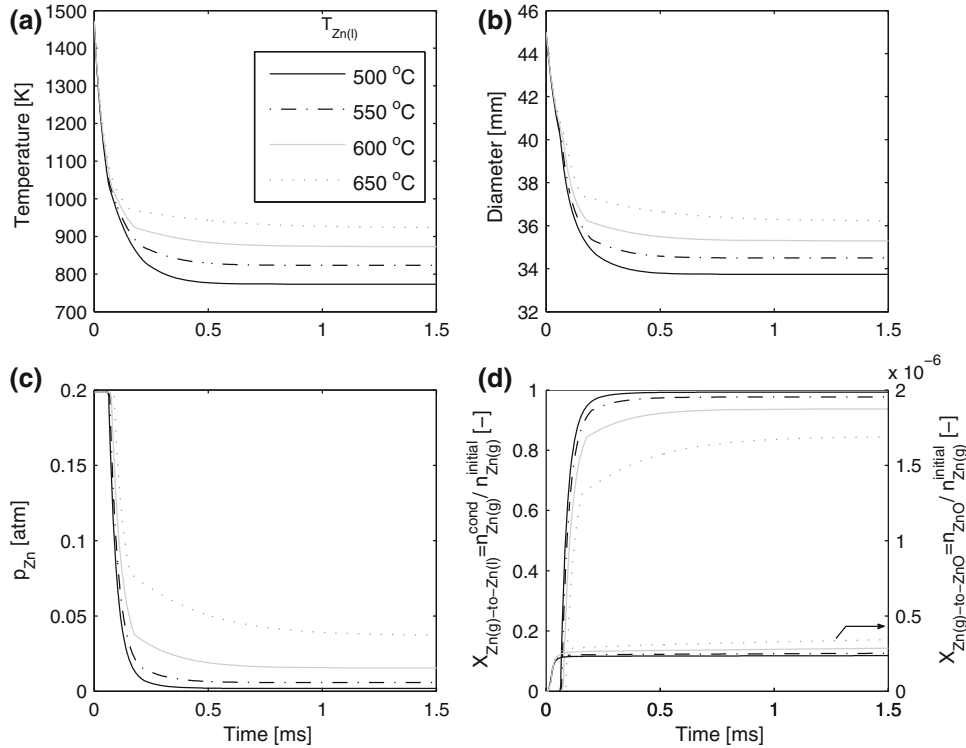 (a)
T_Zn(l)
500 °C
550 °C
600 °C
650 °C
1500
1400
1300
1200
1100
1000
900
800
700
Temperature [K]
0
0.5
1
1.5
(b)
46
44
42
40
38
36
34
32
Diameter [mm]
0
0.5
1
1.5
(c)
0.2
0.15
0.1
0.05
0
p_Zn [atm]
0
0.5
1
1.5
Time [ms]
(d)
1
0.8
0.6
0.4
0.2
0
X_Zn(g)−to−Zn(l)=n^cond_Zn(g)/ n^initial_Zn(g) [−]
0
0.5
1
1.5
Time [ms]
x 10^−6
2
1.5
1
0.5
0
X_Zn(g)−to−ZnO=n_ZnO/ n^initial_Zn(g) [−]